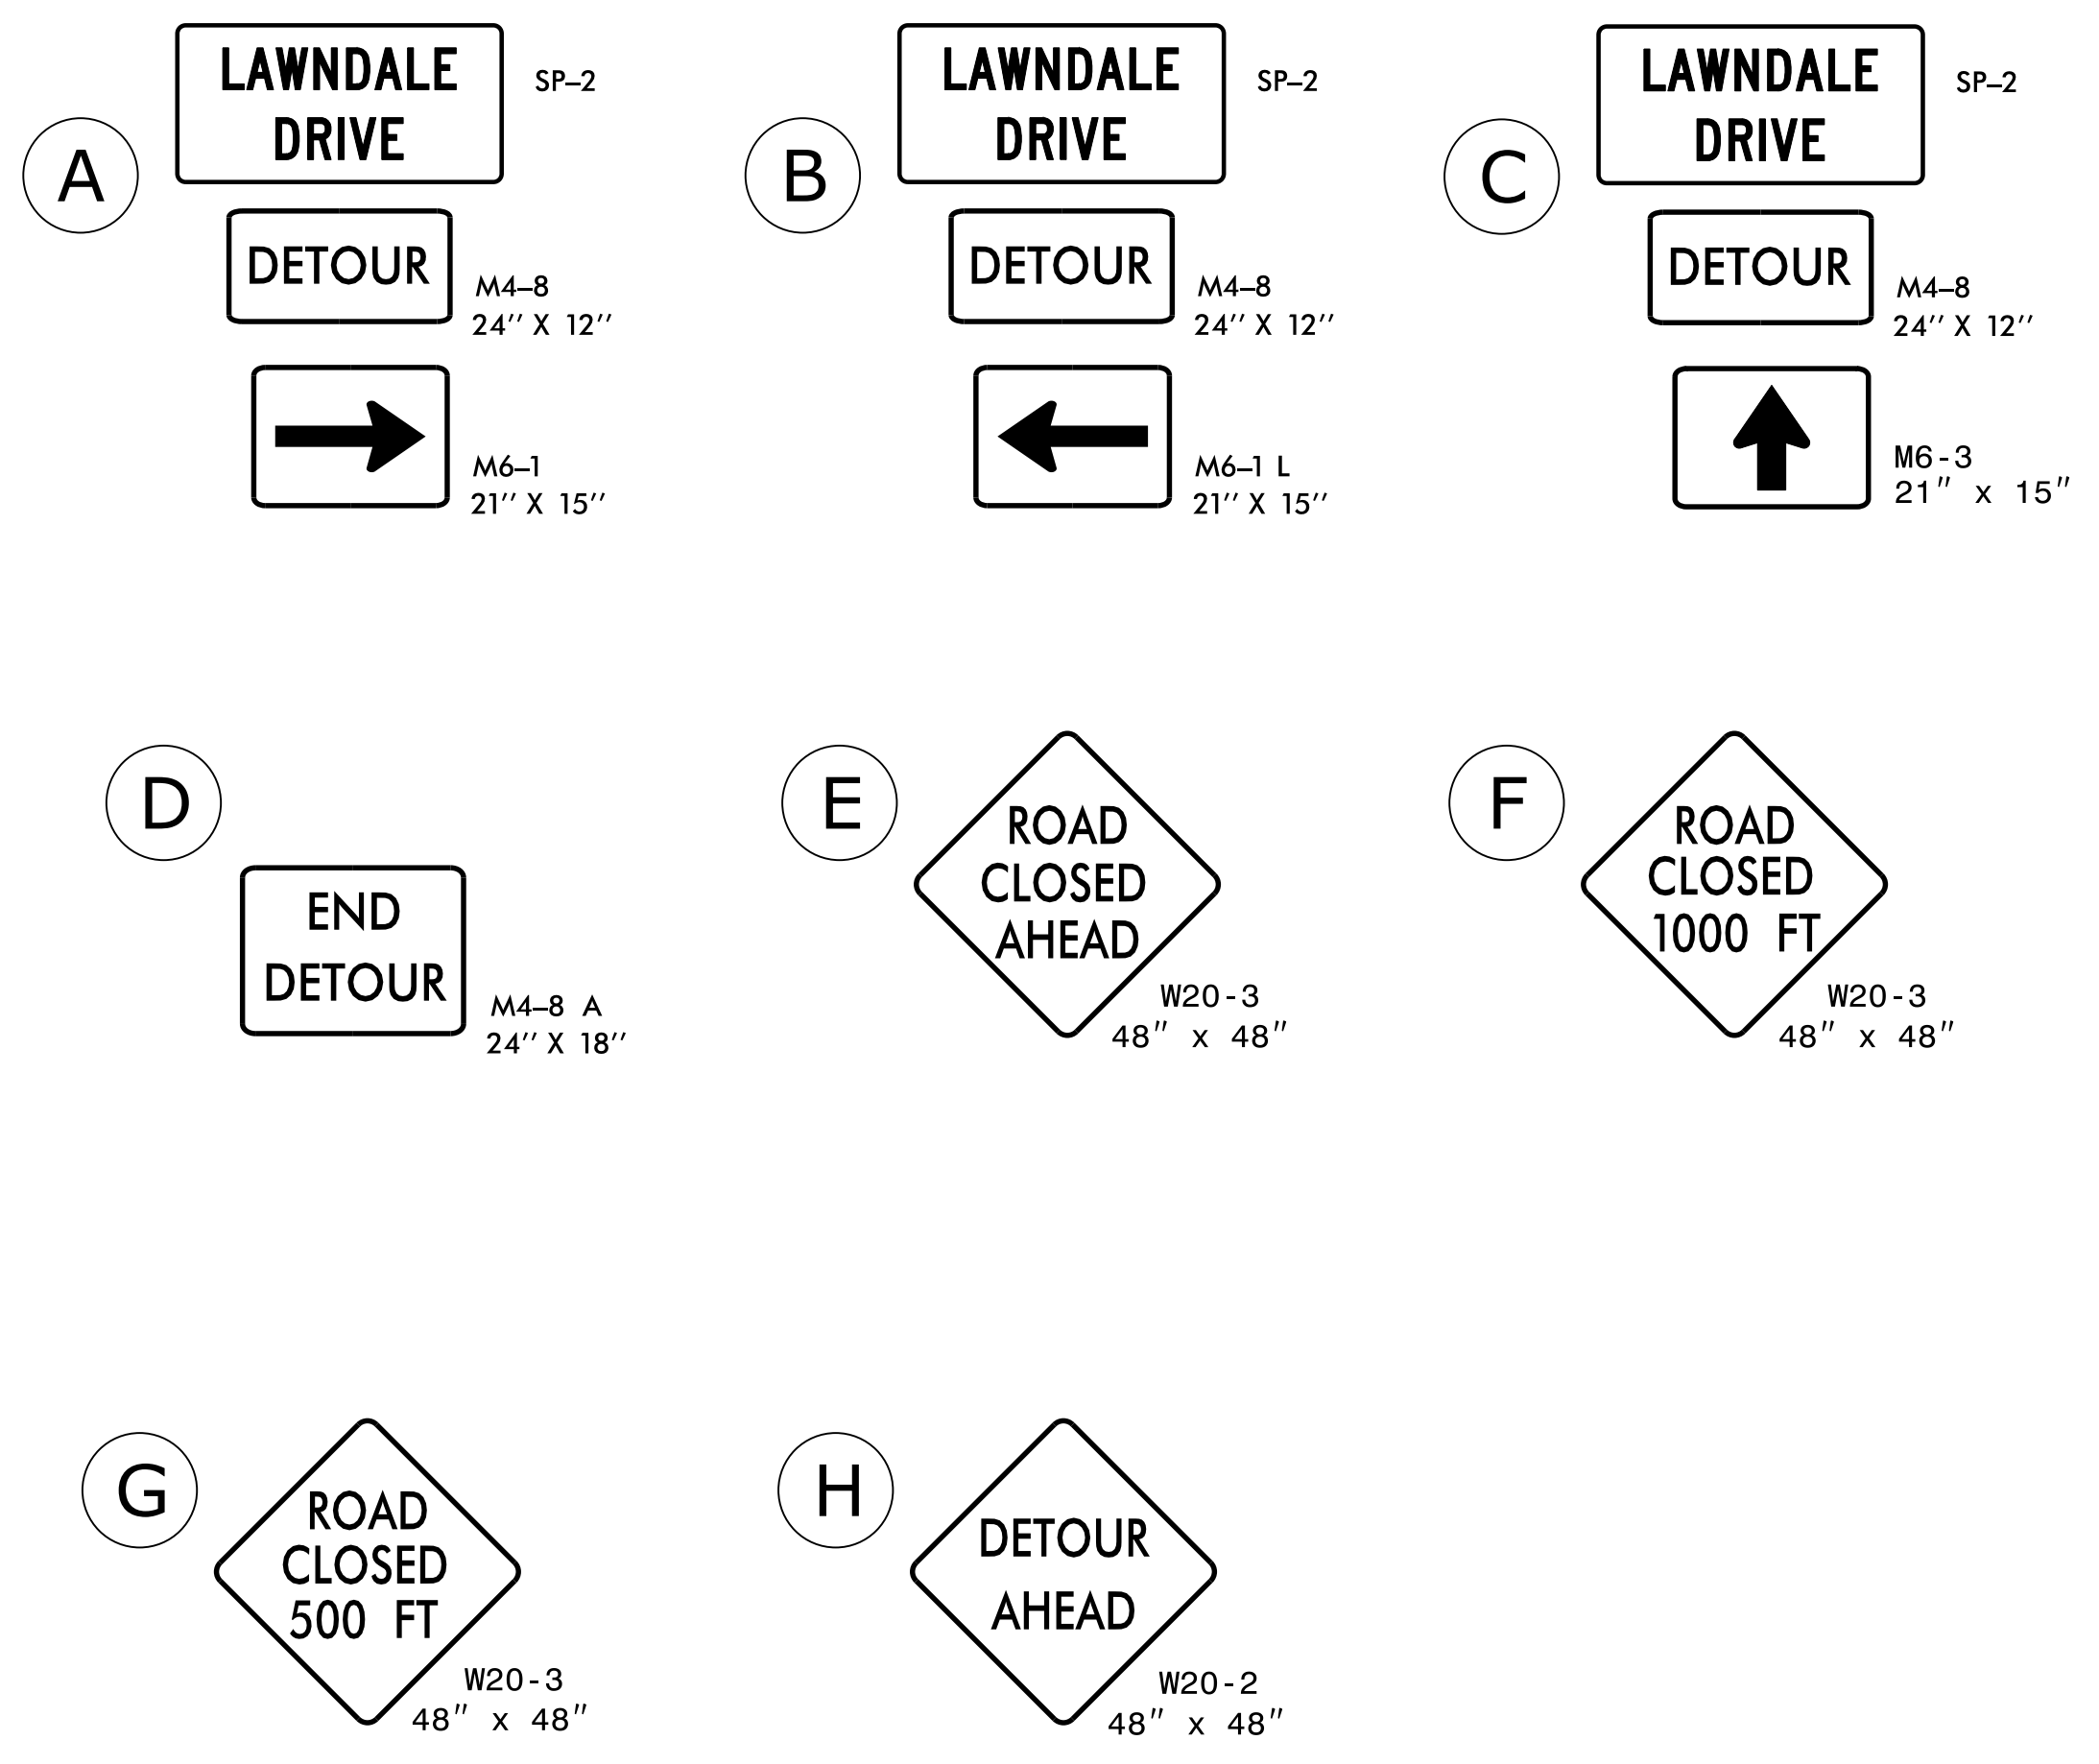 A
LAWNDALE
DRIVE
SP–2
DETOUR
M4–8
24'' X 12''
M6–1
21'' X 15''
B
LAWNDALE
DRIVE
SP–2
DETOUR
M4–8
24'' X 12''
M6–1 L
21'' X 15''
C
LAWNDALE
DRIVE
SP–2
DETOUR
M4–8
24'' X 12''
M6-3
21" x 15"
D
END
DETOUR
M4–8 A
24'' X 18''
E
ROAD
CLOSED
AHEAD
W20-3
48" x 48"
F
ROAD
CLOSED
1000 FT
W20-3
48" x 48"
G
ROAD
CLOSED
500 FT
W20-3
48" x 48"
H
DETOUR
AHEAD
W20-2
48" x 48"